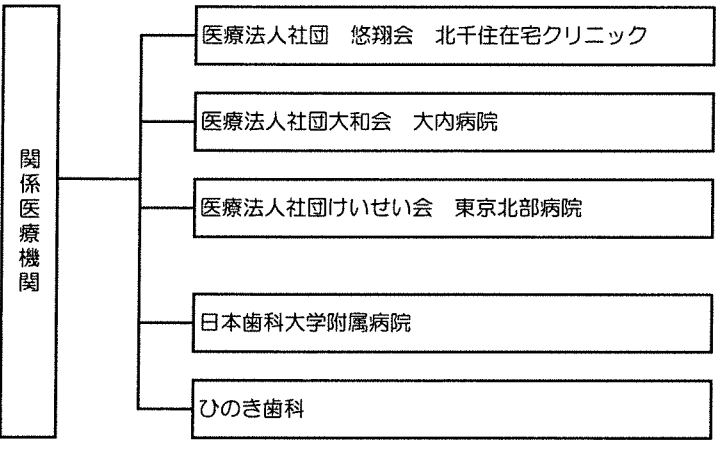 関係医療機関
医療法人社団　悠翔会　北千住在宅クリニック
医療法人社団大和会　大内病院
医療法人社団けいせい会　東京北部病院
日本歯科大学附属病院
ひのき歯科